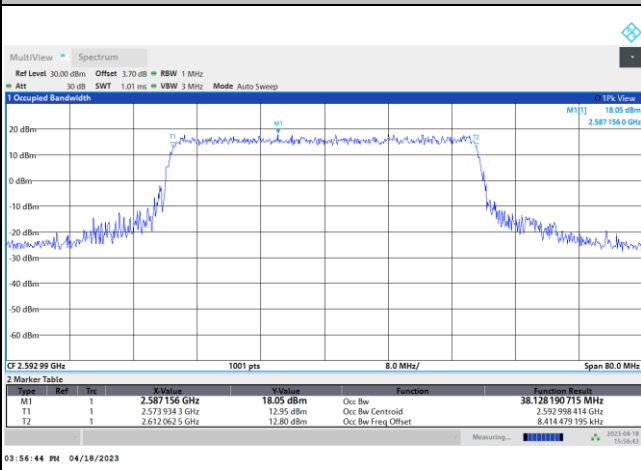 MultiView Spectrum
Ref Level 30.00 dBm Offset 3.70 dB RBW 1 MHz
Att 30 dB SWT 1.01 ms VBW 3 MHz Mode Auto Sweep
1 Occupied Bandwidth 1Pk View
M1[1] 18.05 dBm
2.587 156 0 GHz
M1
T1 T2
20 dBm
10 dBm
0 dBm
-10 dBm
-20 dBm
-30 dBm
-40 dBm
-50 dBm
-60 dBm
CF 2.592 99 GHz 1001 pts 8.0 MHz/ Span 80.0 MHz
2 Marker Table
Type Ref Trc X-Value Y-Value Function Function Result
M1 1 2.587 156 GHz 18.05 dBm Occ Bw 38.128 190 715 MHz
T1 1 2.573 934 3 GHz 12.95 dBm Occ Bw Centroid 2.592 998 414 GHz
T2 1 2.612 062 5 GHz 12.80 dBm Occ Bw Freq Offset 8.414 479 195 kHz
Measuring... 2023-04-18
15:56:43
03:56:44 PM 04/18/2023